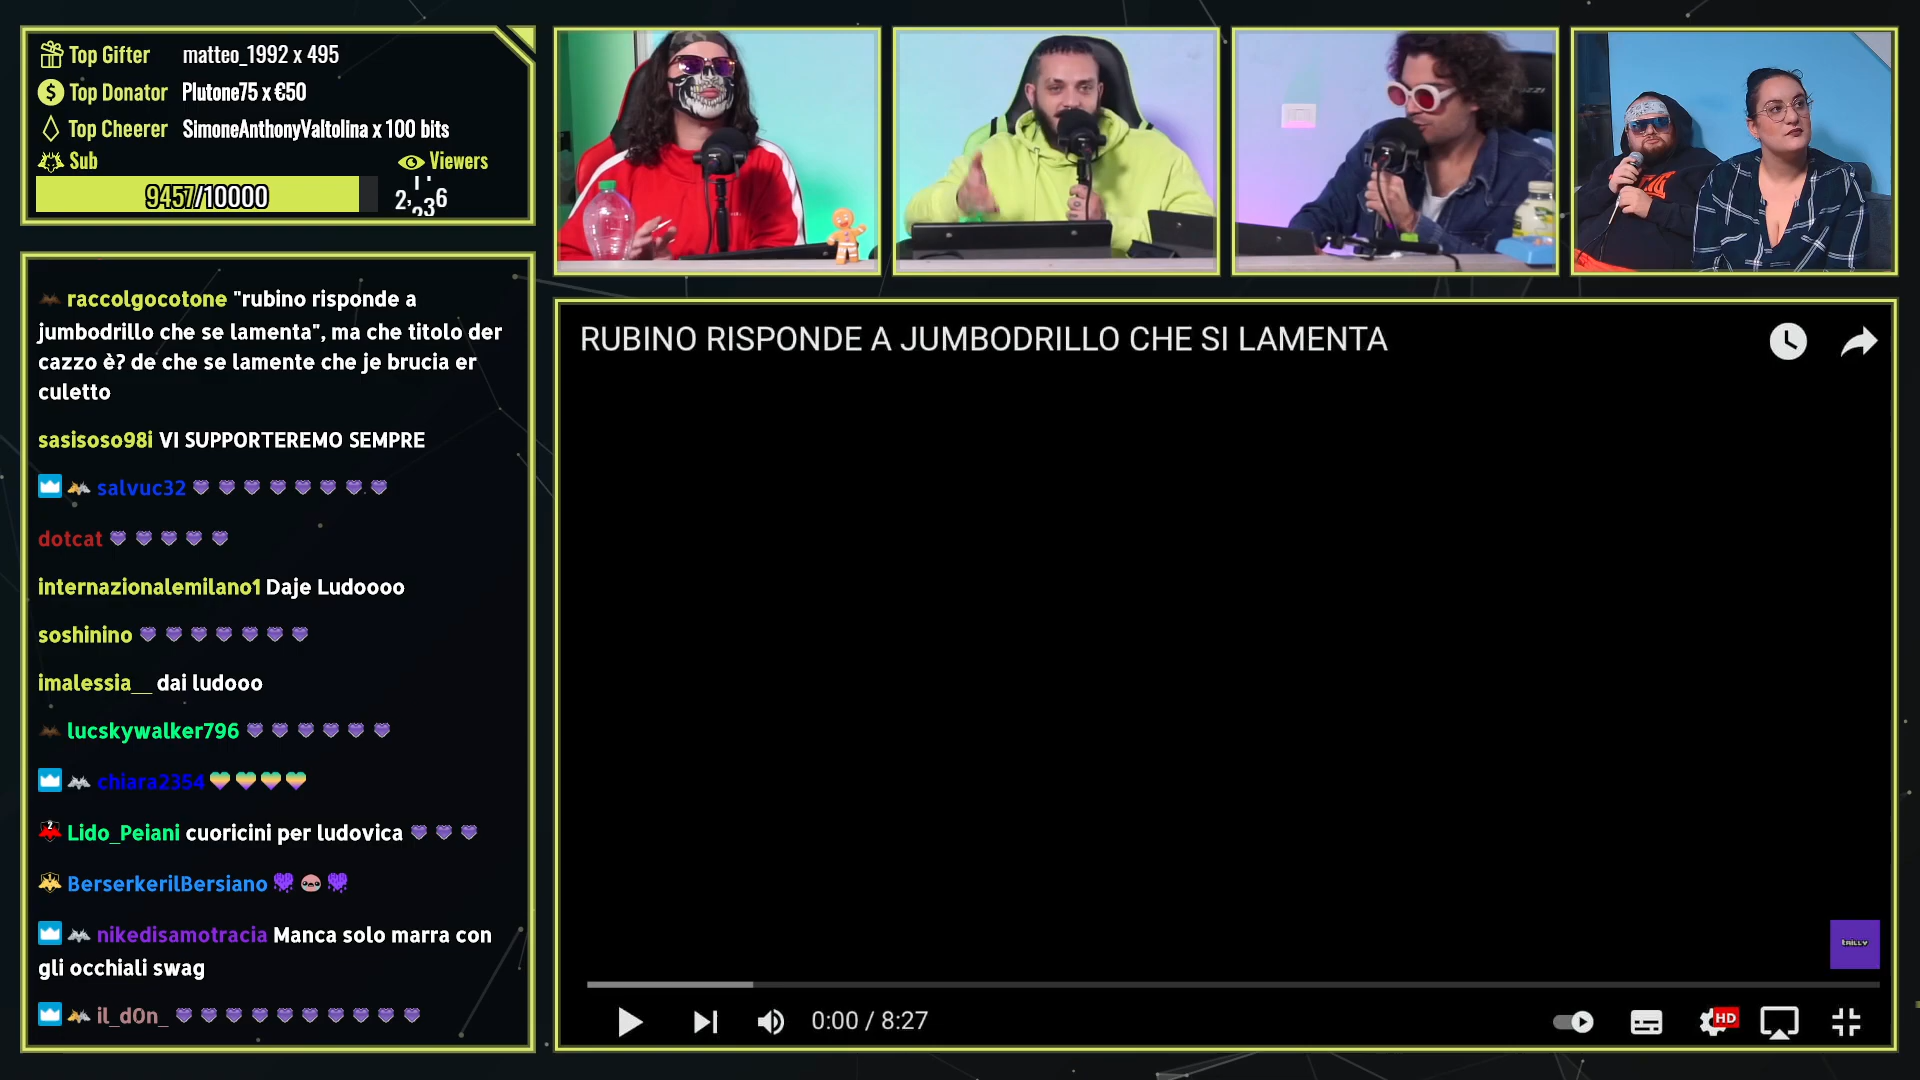 Top Gifter matteo_1992 x 495
Top Donator Plutone75 x €50
Top Cheerer SimoneAnthonyValtolina x 100 bits
Sub Viewers
9457/10000
raccolgocotone "rubino risponde a
jumbodrillo che se lamenta", ma che titolo der
cazzo è? de che se lamente che je brucia er
culetto
sasisoso98i VI SUPPORTEREMO SEMPRE
salvuc32
dotcat
internazionalemilano1 Daje Ludoooo
soshinino
imalessia__ dai ludooo
lucskywalker796
chiara2354
Lido_Peiani cuoricini per ludovica
BerserkerilBersiano
nikedisamotracia Manca solo marra con
gli occhiali swag
il_dOn_
RUBINO RISPONDE A JUMBODRILLO CHE SI LAMENTA
tRILLY
0:00 / 8:27
HD